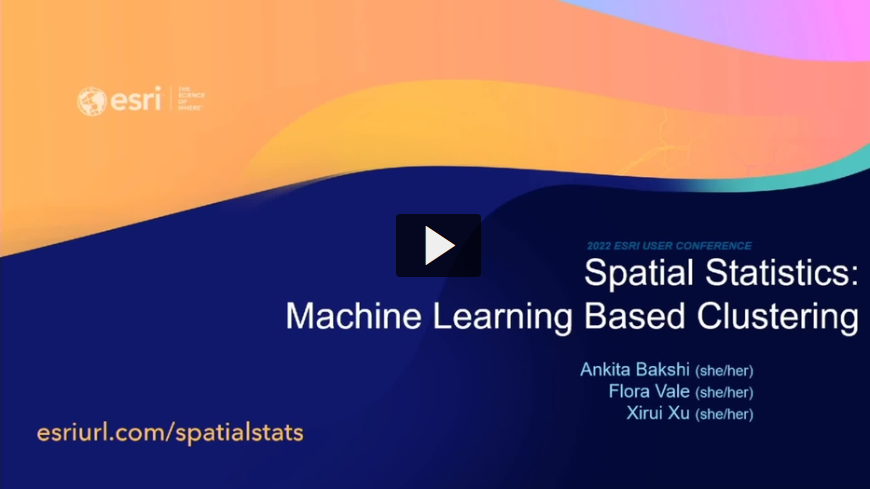 esri
THE
SCIENCE
OF
WHERE
2022 ESRI USER CONFERENCE
Spatial Statistics:
Machine Learning Based Clustering
Ankita Bakshi (she/her)
Flora Vale (she/her)
Xirui Xu (she/her)
esriurl.com/spatialstats